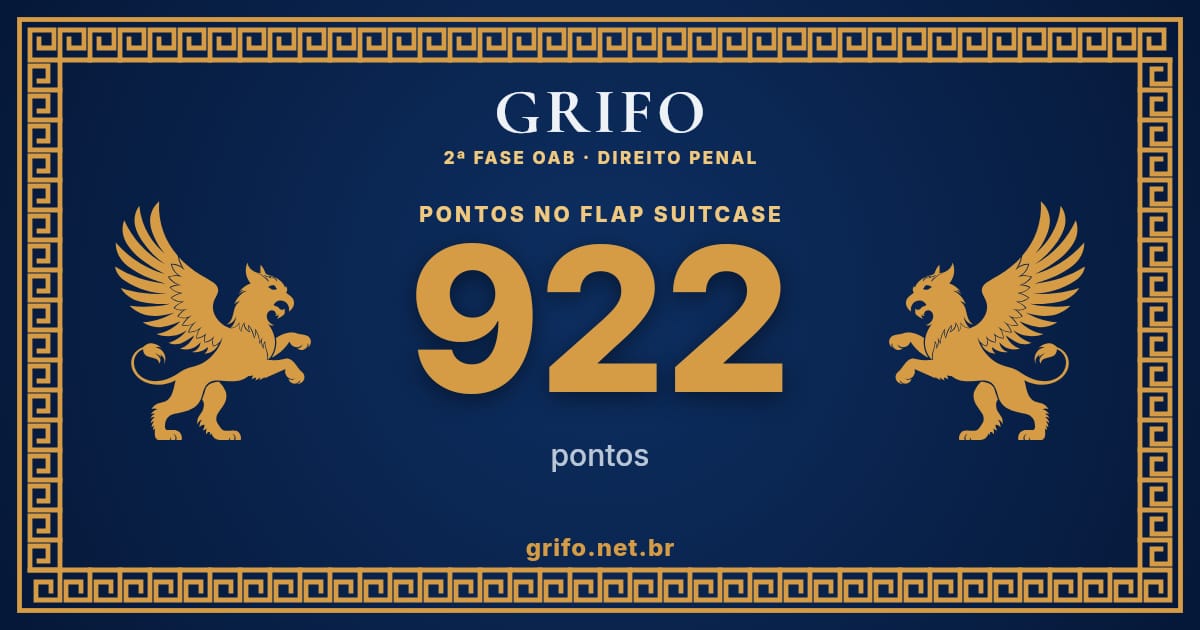 GRIFO
2ª FASE OAB · DIREITO PENAL
PONTOS NO FLAP SUITCASE
922
pontos
grifo.net.br